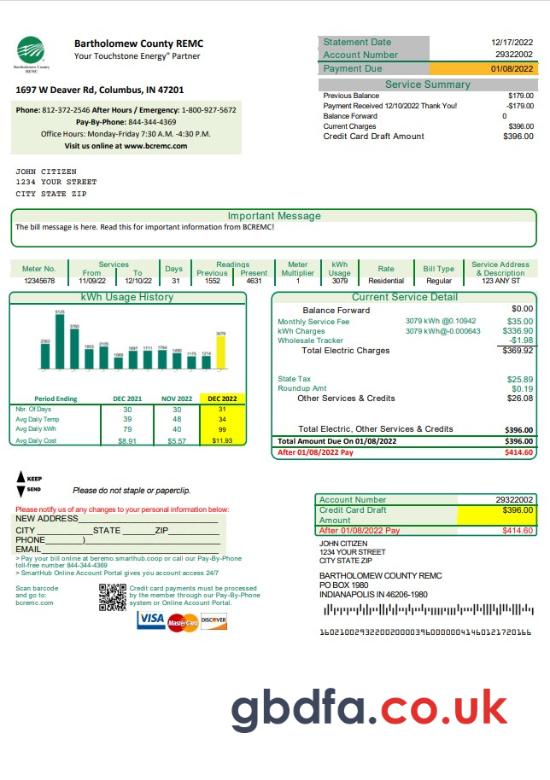 Bartholomew County REMC
Your Touchstone Energy® Partner
Bartholomew County
REMC
1697 W Deaver Rd, Columbus, IN 47201
Phone: 812-372-2546 After Hours / Emergency: 1-800-927-5672
Pay-By-Phone: 844-344-4369
Office Hours: Monday-Friday 7:30 A.M. -4:30 P.M.
Visit us online at www.bcremc.com
Statement Date 12/17/2022
Account Number 29322002
Payment Due 01/08/2022
Service Summary
Previous Balance $179.00
Payment Received 12/10/2022 Thank You! -$179.00
Balance Forward 0
Current Charges $396.00
Credit Card Draft Amount $396.00
JOHN CITIZEN
1234 YOUR STREET
CITY STATE ZIP
Important Message
The bill message is here. Read this for important information from BCREMC!
Meter No. Services From To Days Readings Previous Present Meter Multiplier kWh Usage Rate Bill Type Service Address & Description
12345678 11/09/22 12/10/22 31 1552 4631 1 3079 Residential Regular 123 ANY ST
kWh Usage History
3079
Period Ending DEC 2021 NOV 2022 DEC 2022
Nbr. Of Days 30 30 31
Avg Daily Temp 39 48 34
Avg Daily kWh 79 40 99
Avg Daily Cost $8.91 $5.57 $11.93
Current Service Detail
Balance Forward $0.00
Monthly Service Fee 3079 kWh @0.10942 $35.00
kWh Charges 3079 kWh@-0.000643 $336.90
Wholesale Tracker -$1.98
Total Electric Charges $369.92
State Tax $25.89
Roundup Amt $0.19
Other Services & Credits $26.08
Total Electric, Other Services & Credits $396.00
Total Amount Due On 01/08/2022 $396.00
After 01/08/2022 Pay $414.60
KEEP
SEND
Please do not staple or paperclip.
Please notify us of any changes to your personal information below:
NEW ADDRESS
CITY STATE ZIP
PHONE( )
EMAIL
> Pay your bill online at beremo.smarthub.coop or call our Pay-By-Phone
toll-free number 844-344-4369
> SmartHub Online Account Portal gives you account access 24/7
Scan barcode
and go to:
bcremc.com
Credit card payments must be processed
by the member through our Pay-By-Phone
system or Online Account Portal.
VISA MasterCard DISCOVER
Account Number 29322002
Credit Card Draft Amount $396.00
After 01/08/2022 Pay $414.60
JOHN CITIZEN
1234 YOUR STREET
CITY STATE ZIP
BARTHOLOMEW COUNTY REMC
PO BOX 1980
INDIANAPOLIS IN 46206-1980
gbdfa.co.uk